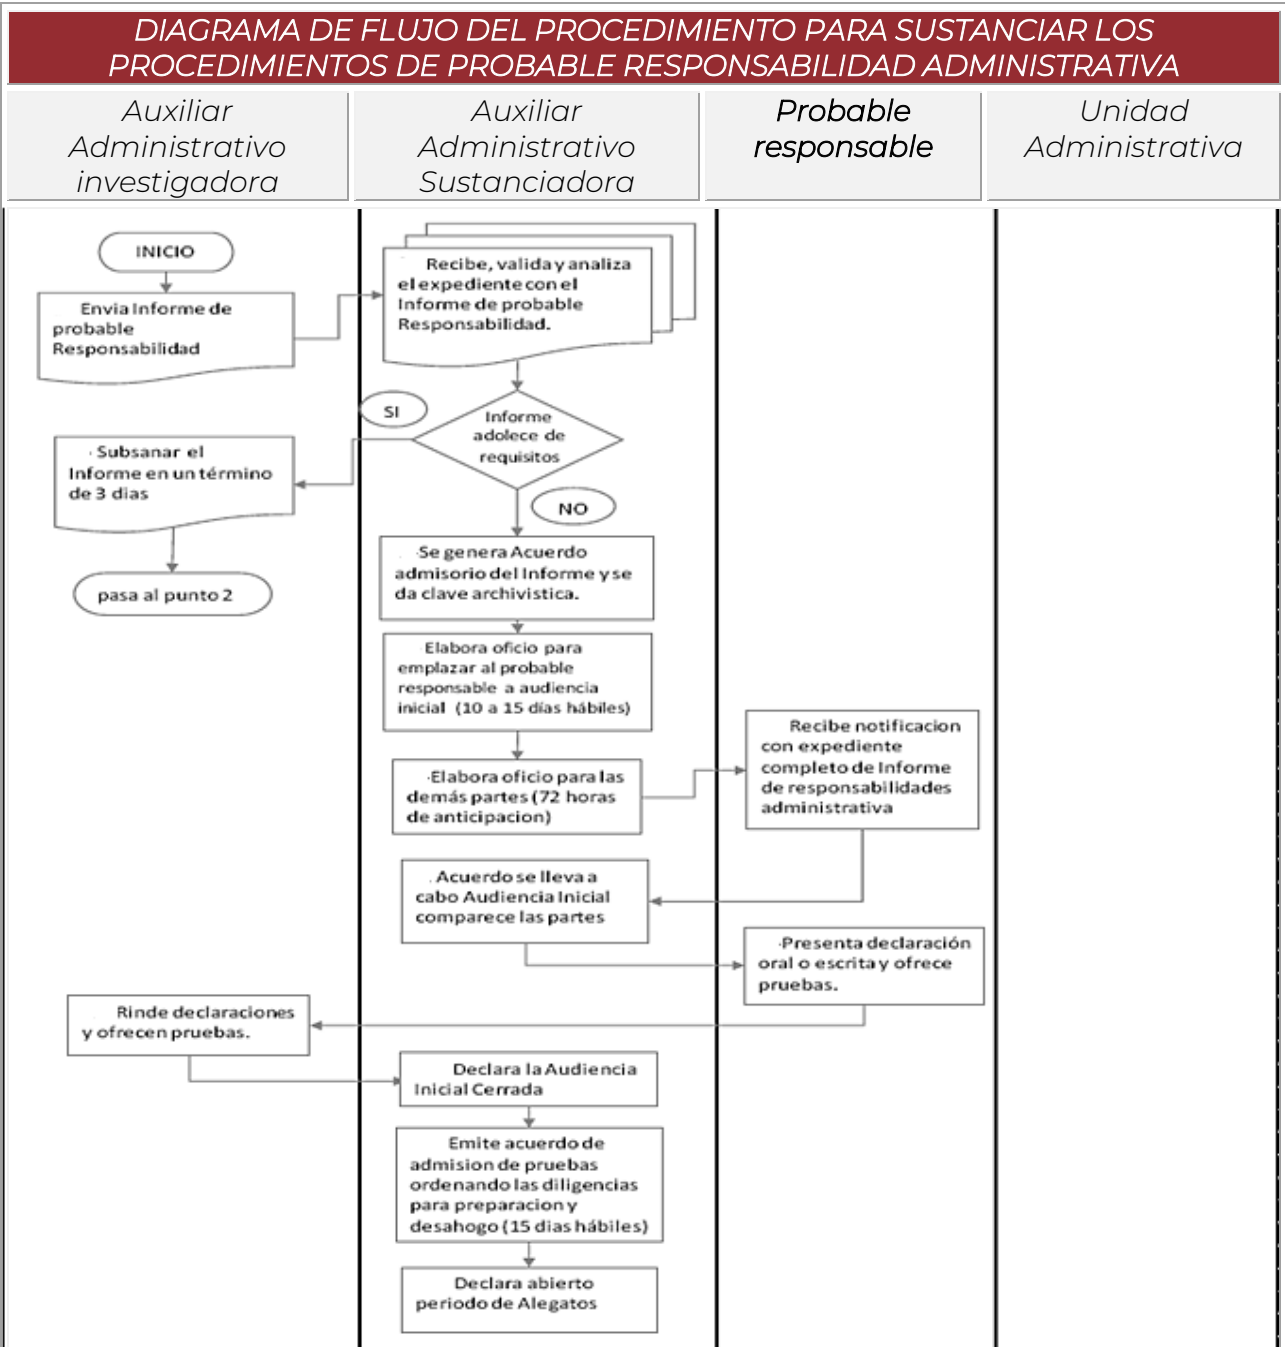 DIAGRAMA DE FLUJO DEL PROCEDIMIENTO PARA SUSTANCIAR LOS
PROCEDIMIENTOS DE PROBABLE RESPONSABILIDAD ADMINISTRATIVA
Auxiliar
Administrativo
investigadora
Auxiliar
Administrativo
Sustanciadora
Probable
responsable
Unidad
Administrativa
INICIO
Envia Informe de
probable
Responsabilidad
Recibe, valida y analiza
el expediente con el
Informe de probable
Responsabilidad.
SI
Informe
adolece de
requisitos
Subsanar el
Informe en un término
de 3 dias
NO
pasa al punto 2
Se genera Acuerdo
admisorio del Informe y se
da clave archivistica.
Elabora oficio para
emplazar al probable
responsable a audiencia
inicial (10 a 15 días hábiles)
Elabora oficio para las
demás partes (72 horas
de anticipacion)
Recibe notificacion
con expediente
completo de Informe
de responsabilidades
administrativa
Acuerdo se lleva a
cabo Audiencia Inicial
comparece las partes
Presenta declaración
oral o escrita y ofrece
pruebas.
Rinde declaraciones
y ofrecen pruebas.
Declara la Audiencia
Inicial Cerrada
Emite acuerdo de
admision de pruebas
ordenando las diligencias
para preparacion y
desahogo (15 dias hábiles)
Declara abierto
periodo de Alegatos